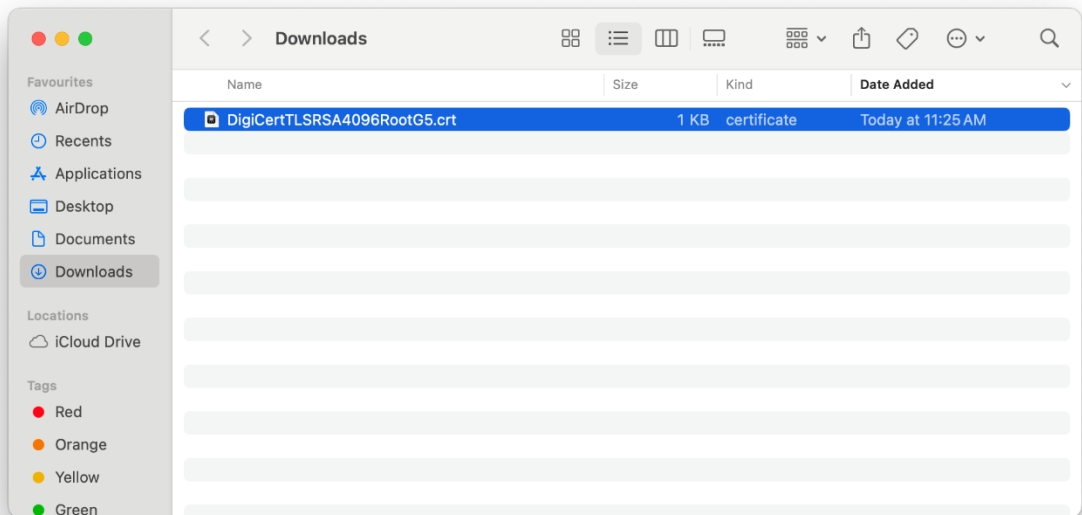 Downloads
Favourites
AirDrop
Recents
Applications
Desktop
Documents
Downloads
Locations
iCloud Drive
Tags
Red
Orange
Yellow
Green
Name Size Kind Date Added
DigiCertTLSRSA4096RootG5.crt 1 KB certificate Today at 11:25 AM